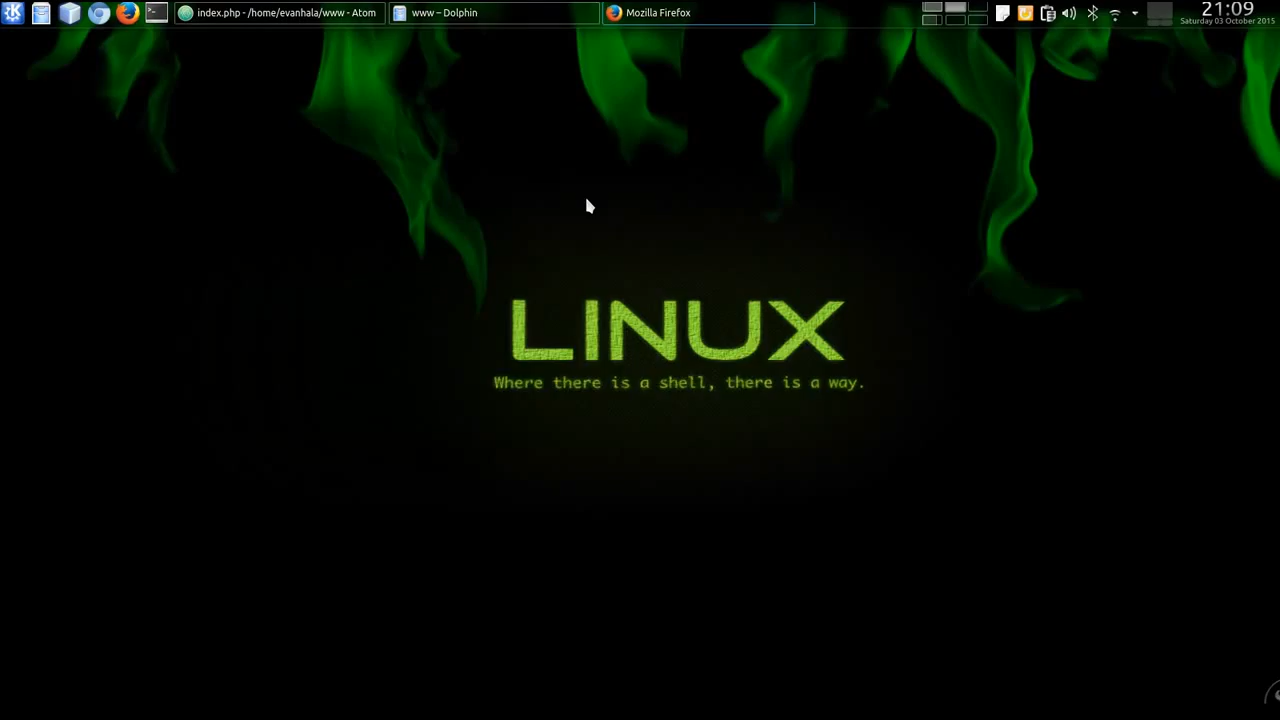 index.php - /home/evanhala/www - Atom
www – Dolphin
Mozilla Firefox
21:09
Saturday 03 October 2015
LINUX
Where there is a shell, there is a way.